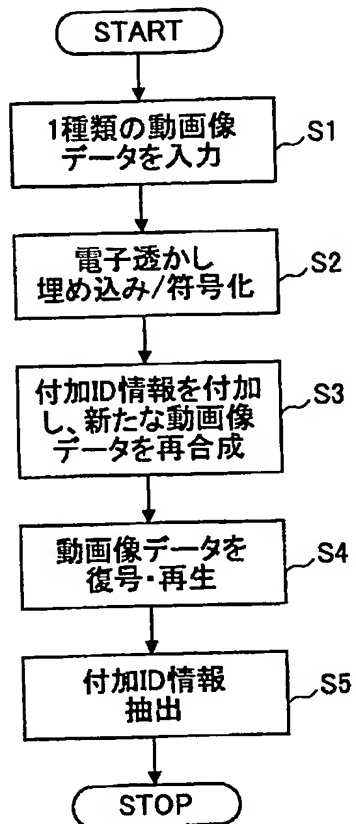 START
1種類の動画像
データを入力
S1
電子透かし
埋め込み/符号化
S2
付加ID情報を付加
し、新たな動画像
データを再合成
S3
動画像データを
復号・再生
S4
付加ID情報
抽出
S5
STOP